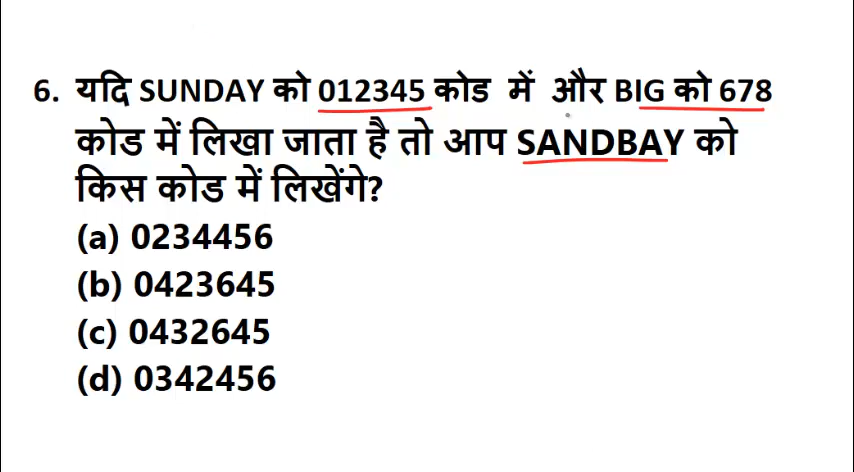 6. यदि SUNDAY को 012345 कोड में और BIG को 678
कोड में लिखा जाता है तो आप SANDBAY को
किस कोड में लिखेंगे?
(a) 0234456
(b) 0423645
(c) 0432645
(d) 0342456